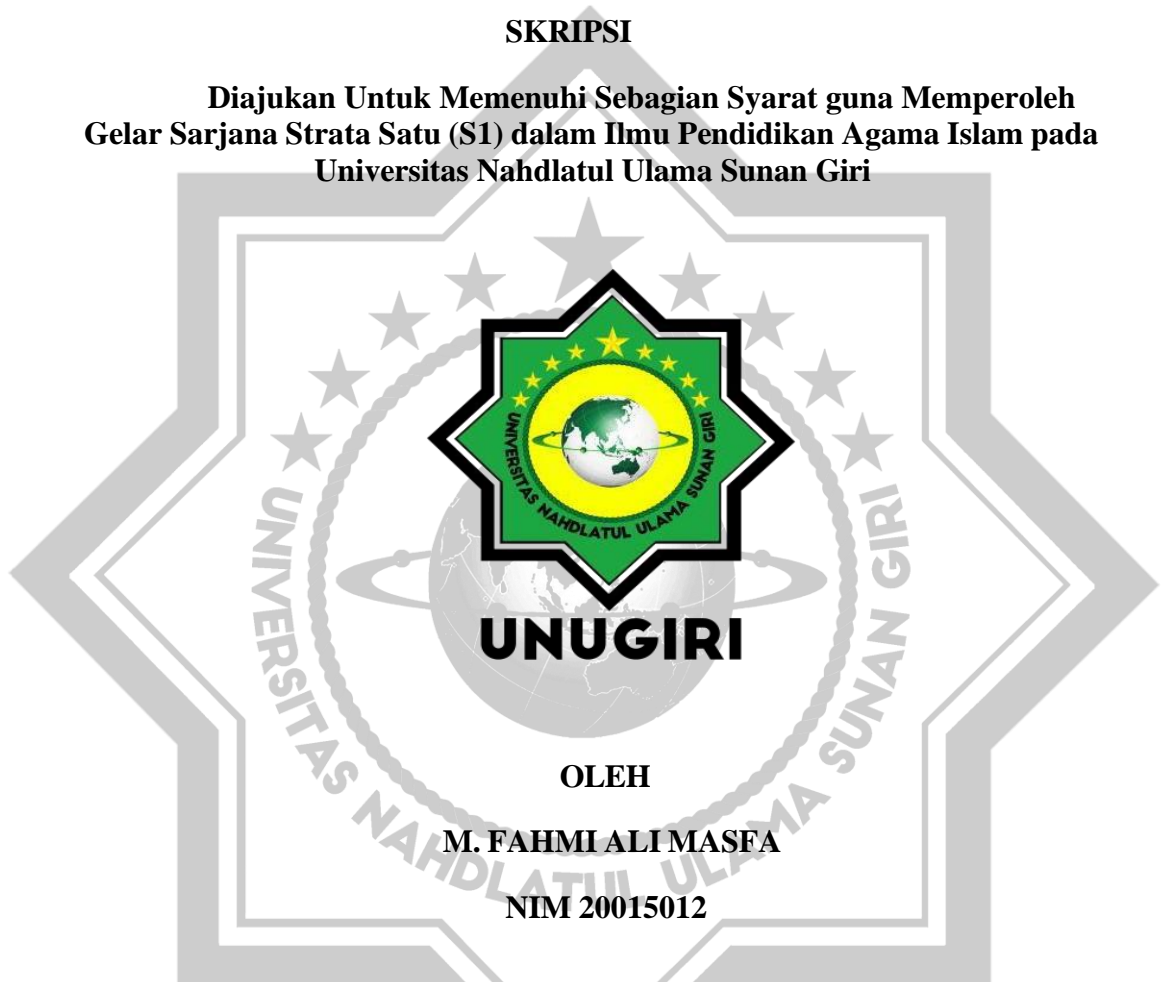 SKRIPSI
Diajukan Untuk Memenuhi Sebagian Syarat guna Memperoleh
Gelar Sarjana Strata Satu (S1) dalam Ilmu Pendidikan Agama Islam pada
Universitas Nahdlatul Ulama Sunan Giri
UNIVERSITAS NAHDLATUL ULAMA SUNAN GIRI
UNUGIRI
UNIVERSITAS NAHDLATUL ULAMA SUNAN GIRI
OLEH
M. FAHMI ALI MASFA
NIM 20015012